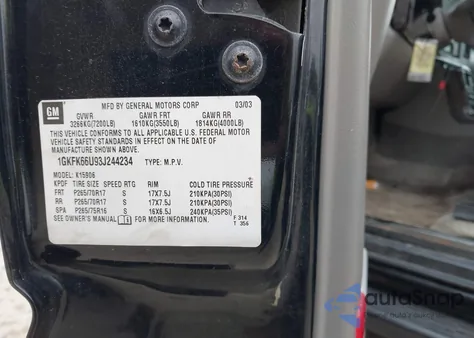 GM
MFD BY GENERAL MOTORS CORP 03/03
GVWR GAWR FRT GAWR RR
3266KG(7200LB) 1610KG(3550LB) 1814KG(4000LB)
THIS VEHICLE CONFORMS TO ALL APPLICABLE U.S. FEDERAL MOTOR
VEHICLE SAFETY STANDARDS IN EFFECT ON THE DATE OF
MANUFACTURE SHOWN ABOVE.
1GKFK66U93J244234 TYPE: M.P.V.
MODEL: K15906
KPDF TIRE SIZE SPEED RTG RIM COLD TIRE PRESSURE
FRT P265/70R17 S 17X7.5J 210KPA(30PSI)
RR P265/70R17 S 17X7.5J 210KPA(30PSI)
SPA P265/75R16 S 16X6.5J 240KPA(35PSI)
SEE OWNER'S MANUAL FOR MORE INFORMATION.
F 314
T 356
autoSnap